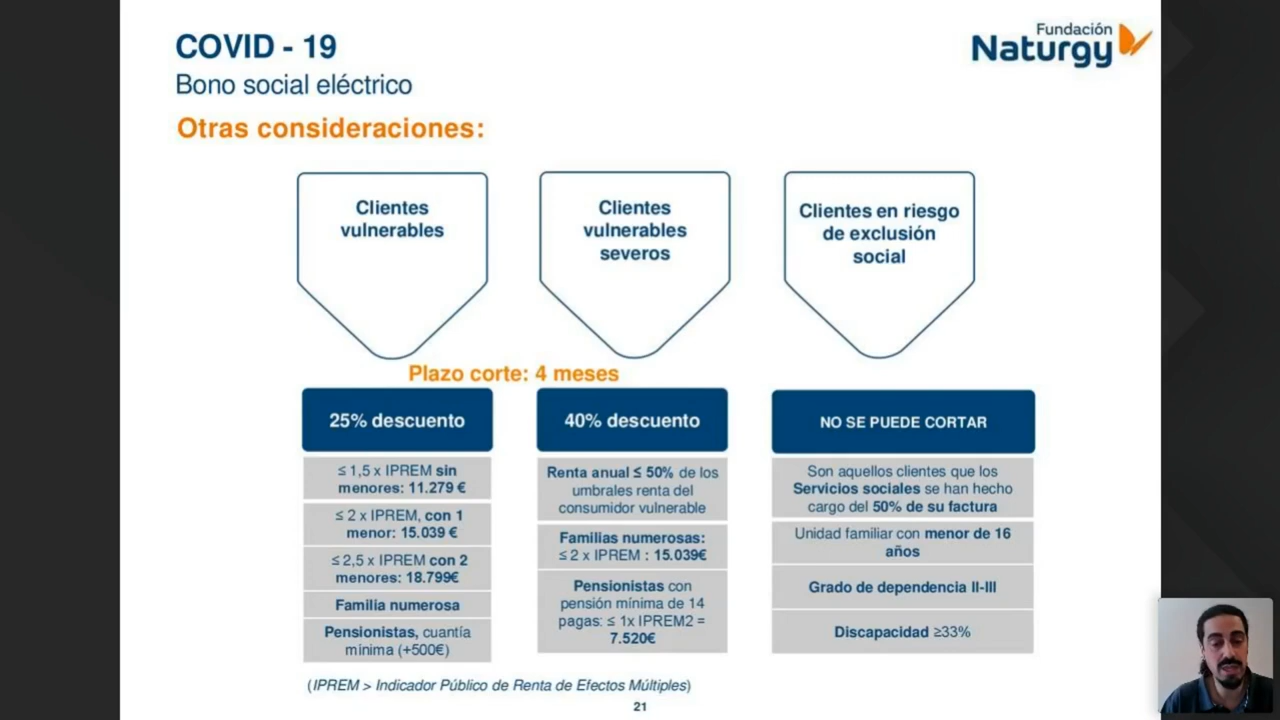 COVID - 19
Bono social eléctrico
Otras consideraciones:
Fundación
Naturgy
Clientes
vulnerables
Clientes
vulnerables
severos
Clientes en riesgo
de exclusión
social
Plazo corte: 4 meses
25% descuento
≤ 1,5 x IPREM sin
menores: 11.279 €
≤ 2 x IPREM, con 1
menor: 15.039 €
≤ 2,5 x IPREM con 2
menores: 18.799€
Familia numerosa
Pensionistas, cuantía
mínima (+500€)
40% descuento
Renta anual ≤ 50% de los
umbrales renta del
consumidor vulnerable
Familias numerosas:
≤ 2 x IPREM : 15.039€
Pensionistas con
pensión mínima de 14
pagas: ≤ 1x IPREM2 =
7.520€
NO SE PUEDE CORTAR
Son aquellos clientes que los
Servicios sociales se han hecho
cargo del 50% de su factura
Unidad familiar con menor de 16
años
Grado de dependencia II-III
Discapacidad ≥33%
(IPREM > Indicador Público de Renta de Efectos Múltiples)
21